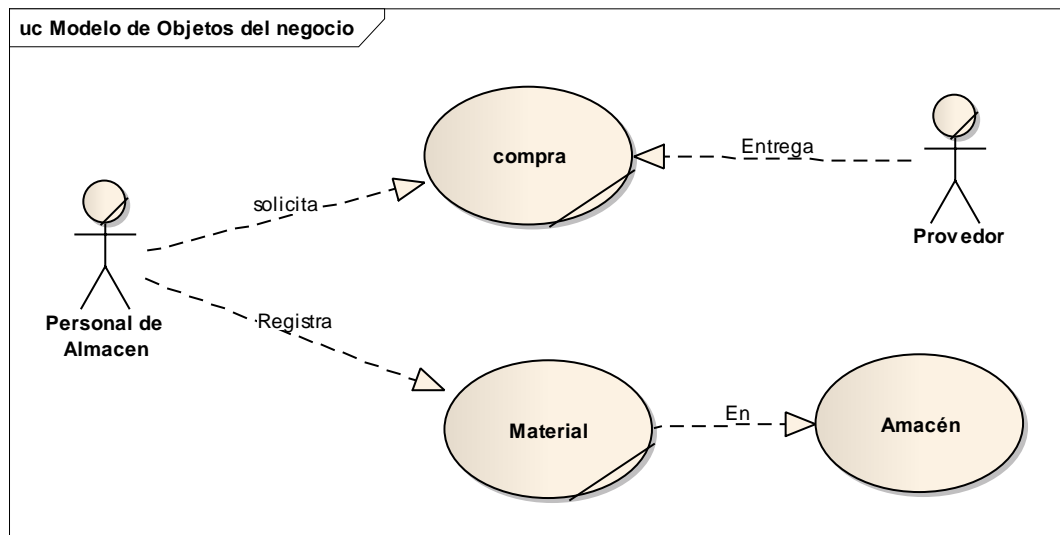 uc Modelo de Objetos del negocio
compra
Entrega
solicita
Provedor
Personal de
Almacen
Registra
Material
En
Amacén